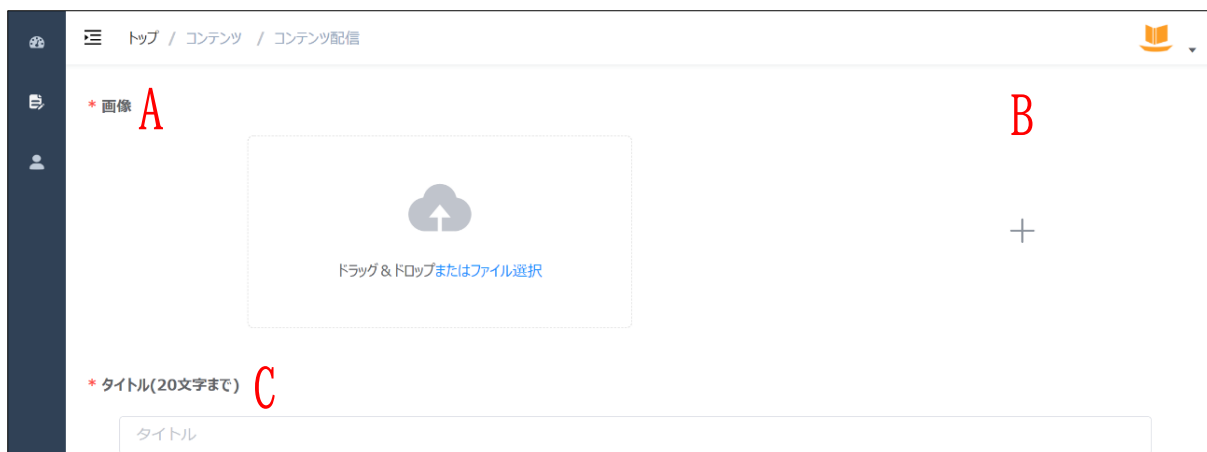 トップ / コンテンツ / コンテンツ配信
* 画像 A
B
ドラッグ＆ドロップまたはファイル選択
* タイトル(20文字まで) C
タイトル